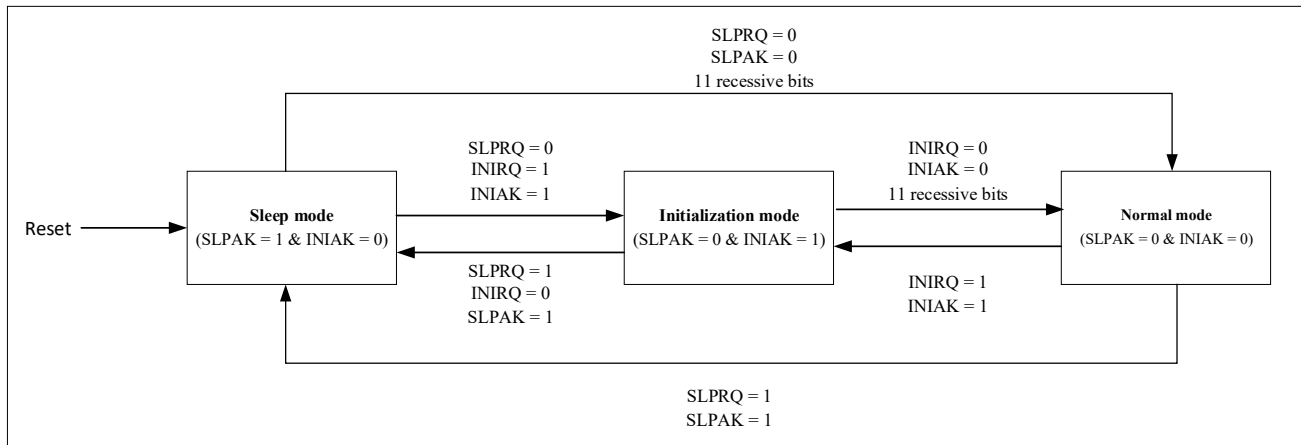 SLPRQ = 0
SLPAK = 0
11 recessive bits
SLPRQ = 0
INIRQ = 1
INIAK = 1
INIRQ = 0
INIAK = 0
11 recessive bits
Reset
Sleep mode
(SLPAK = 1 & INIAK = 0)
Initialization mode
(SLPAK = 0 & INIAK = 1)
Normal mode
(SLPAK = 0 & INIAK = 0)
SLPRQ = 1
INIRQ = 0
SLPAK = 1
INIRQ = 1
INIAK = 1
SLPRQ = 1
SLPAK = 1